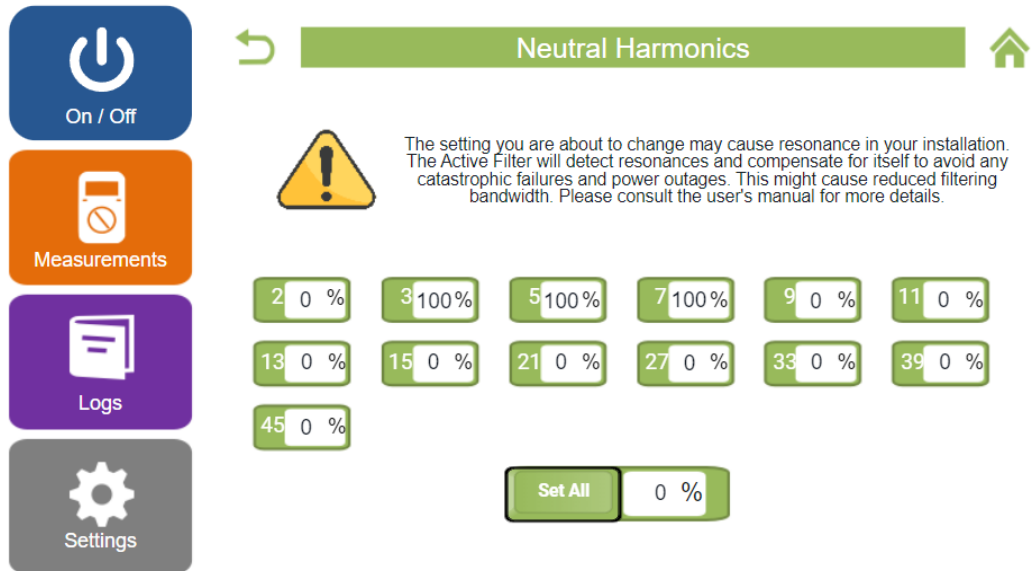 On / Off
Measurements
Logs
Settings
Neutral Harmonics
The setting you are about to change may cause resonance in your installation.
The Active Filter will detect resonances and compensate for itself to avoid any
catastrophic failures and power outages. This might cause reduced filtering
bandwidth. Please consult the user's manual for more details.
2 0 % 3 100% 5 100% 7 100% 9 0 % 11 0 %
13 0 % 15 0 % 21 0 % 27 0 % 33 0 % 39 0 %
45 0 %
Set All 0 %